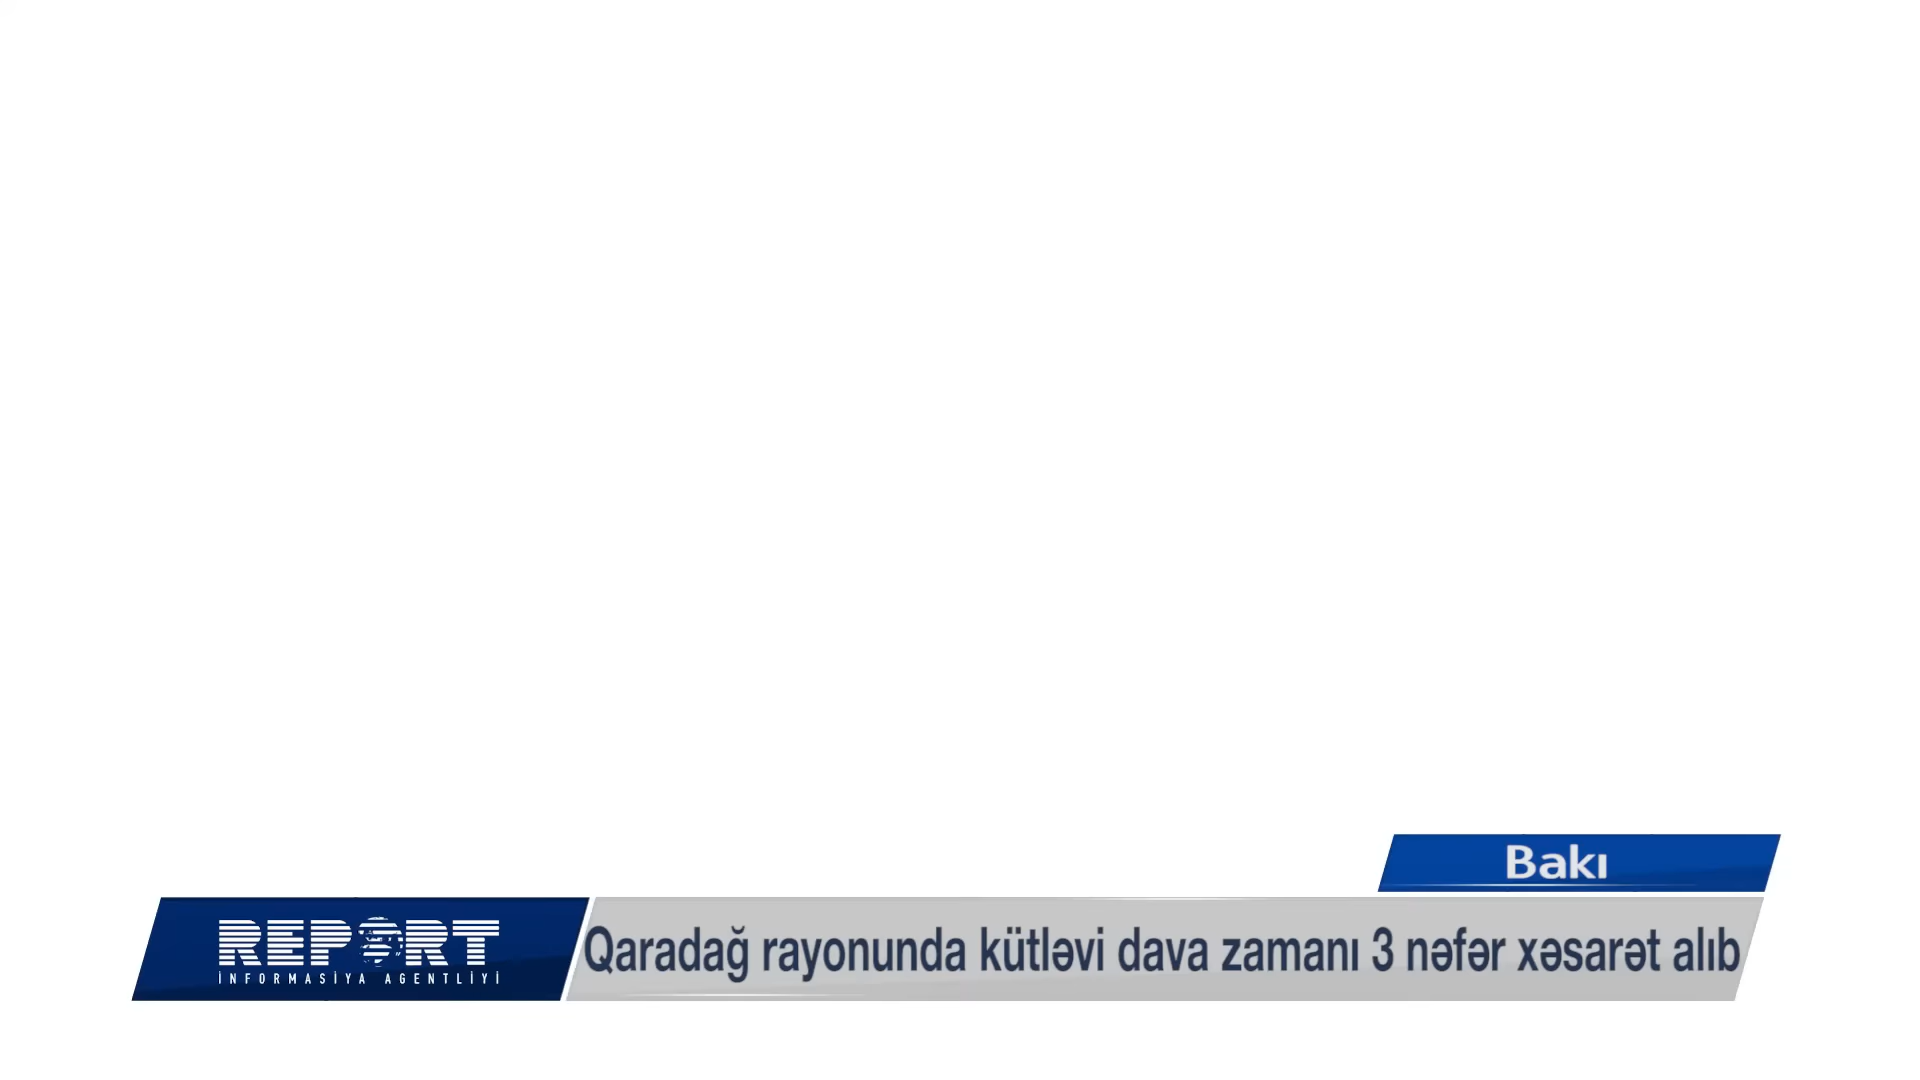 Bakı
REPORT
İNFORMASİYA AGENTLİYİ
Qaradağ rayonunda kütləvi dava zamanı 3 nəfər xəsarət alıb